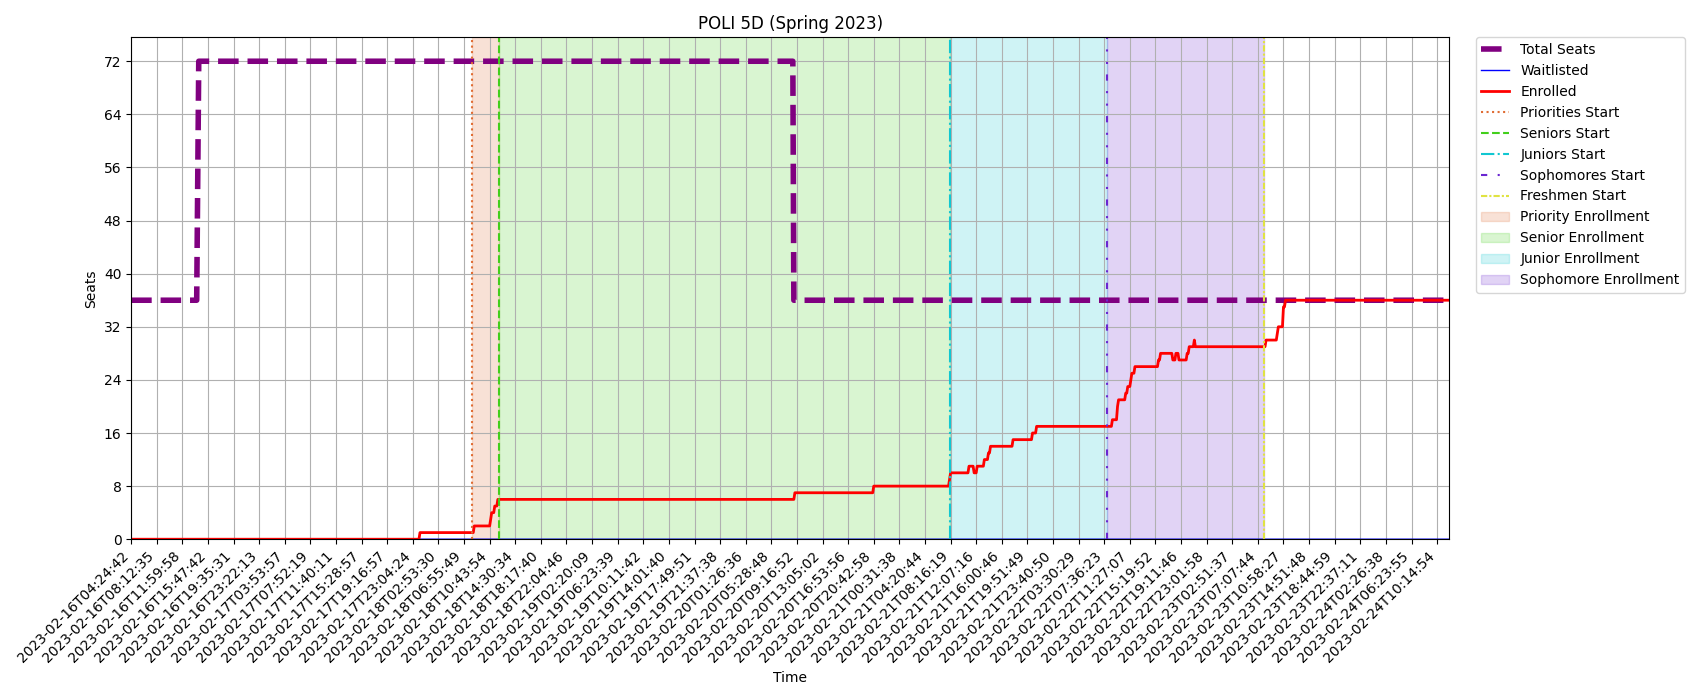 POLI 5D (Spring 2023)
72
64
56
48
40
32
24
16
8
0
Seats
2023-02-16T04:24:42
2023-02-16T08:12:35
2023-02-16T11:59:58
2023-02-16T15:47:42
2023-02-16T19:35:31
2023-02-16T23:22:13
2023-02-17T03:53:57
2023-02-17T07:52:19
2023-02-17T11:40:11
2023-02-17T15:28:57
2023-02-17T19:16:57
2023-02-17T23:04:24
2023-02-18T02:53:30
2023-02-18T06:55:49
2023-02-18T10:43:54
2023-02-18T14:30:34
2023-02-18T18:17:40
2023-02-18T22:04:46
2023-02-19T02:20:09
2023-02-19T06:23:39
2023-02-19T10:11:42
2023-02-19T14:01:40
2023-02-19T17:49:51
2023-02-19T21:37:38
2023-02-20T01:26:36
2023-02-20T05:28:48
2023-02-20T09:16:52
2023-02-20T13:05:02
2023-02-20T16:53:56
2023-02-20T20:42:58
2023-02-21T00:31:38
2023-02-21T04:20:44
2023-02-21T08:16:19
2023-02-21T12:07:16
2023-02-21T16:00:46
2023-02-21T19:51:49
2023-02-21T23:40:50
2023-02-22T03:30:29
2023-02-22T07:36:23
2023-02-22T11:27:07
2023-02-22T15:19:52
2023-02-22T19:11:46
2023-02-22T23:01:58
2023-02-23T02:51:37
2023-02-23T07:07:44
2023-02-23T10:58:27
2023-02-23T14:51:48
2023-02-23T18:44:59
2023-02-23T22:37:11
2023-02-24T02:26:38
2023-02-24T06:23:55
2023-02-24T10:14:54
Time
Total Seats
Waitlisted
Enrolled
Priorities Start
Seniors Start
Juniors Start
Sophomores Start
Freshmen Start
Priority Enrollment
Senior Enrollment
Junior Enrollment
Sophomore Enrollment